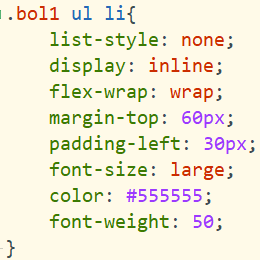 .bol1 ul li{
list-style: none;
display: inline;
flex-wrap: wrap;
margin-top: 60px;
padding-left: 30px;
font-size: large;
color: #555555;
font-weight: 50;
}